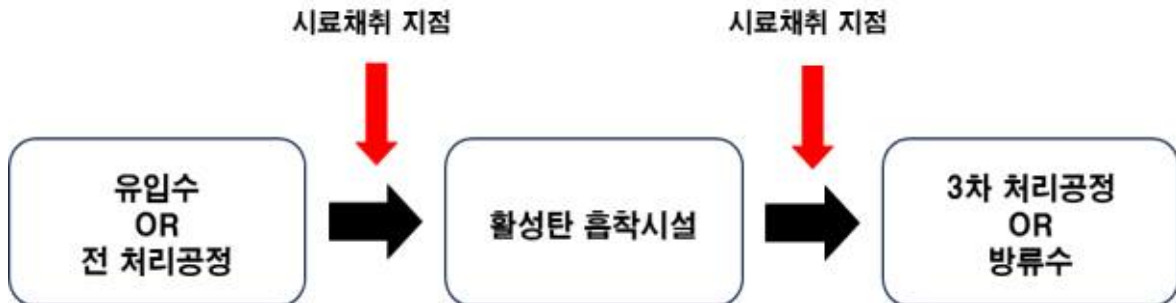 시료채취 지점
시료채취 지점
유입수
OR
전 처리공정
활성탄 흡착시설
3차 처리공정
OR
방류수